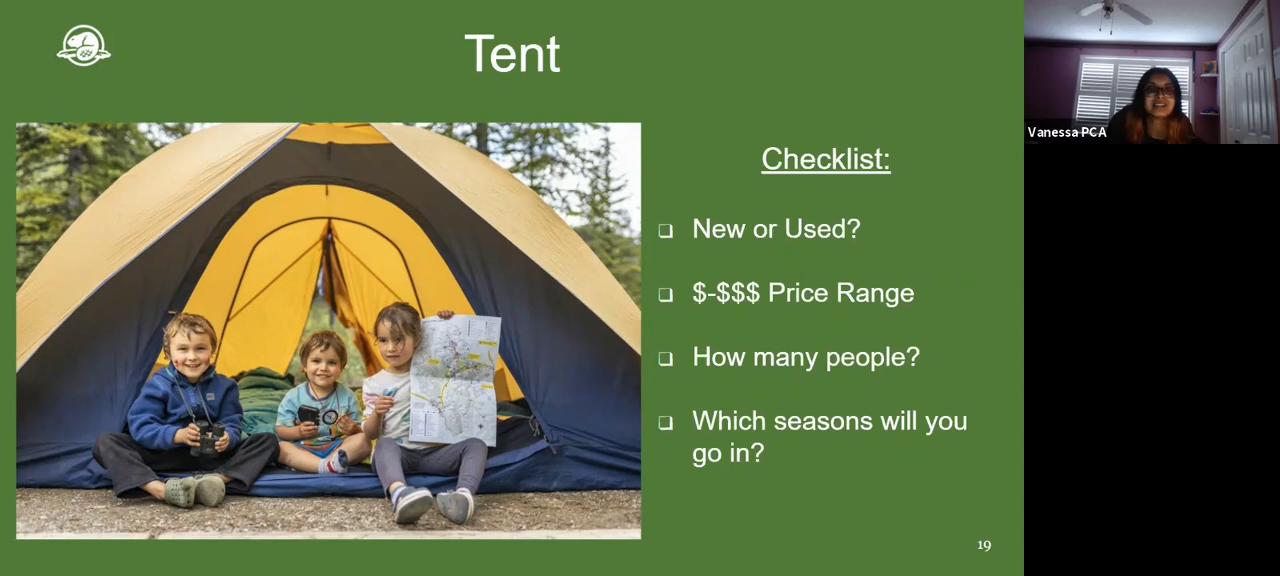 Tent
Checklist:
❑ New or Used?
❑ $-$$$ Price Range
❑ How many people?
❑ Which seasons will you
go in?
19
Vanessa PCA